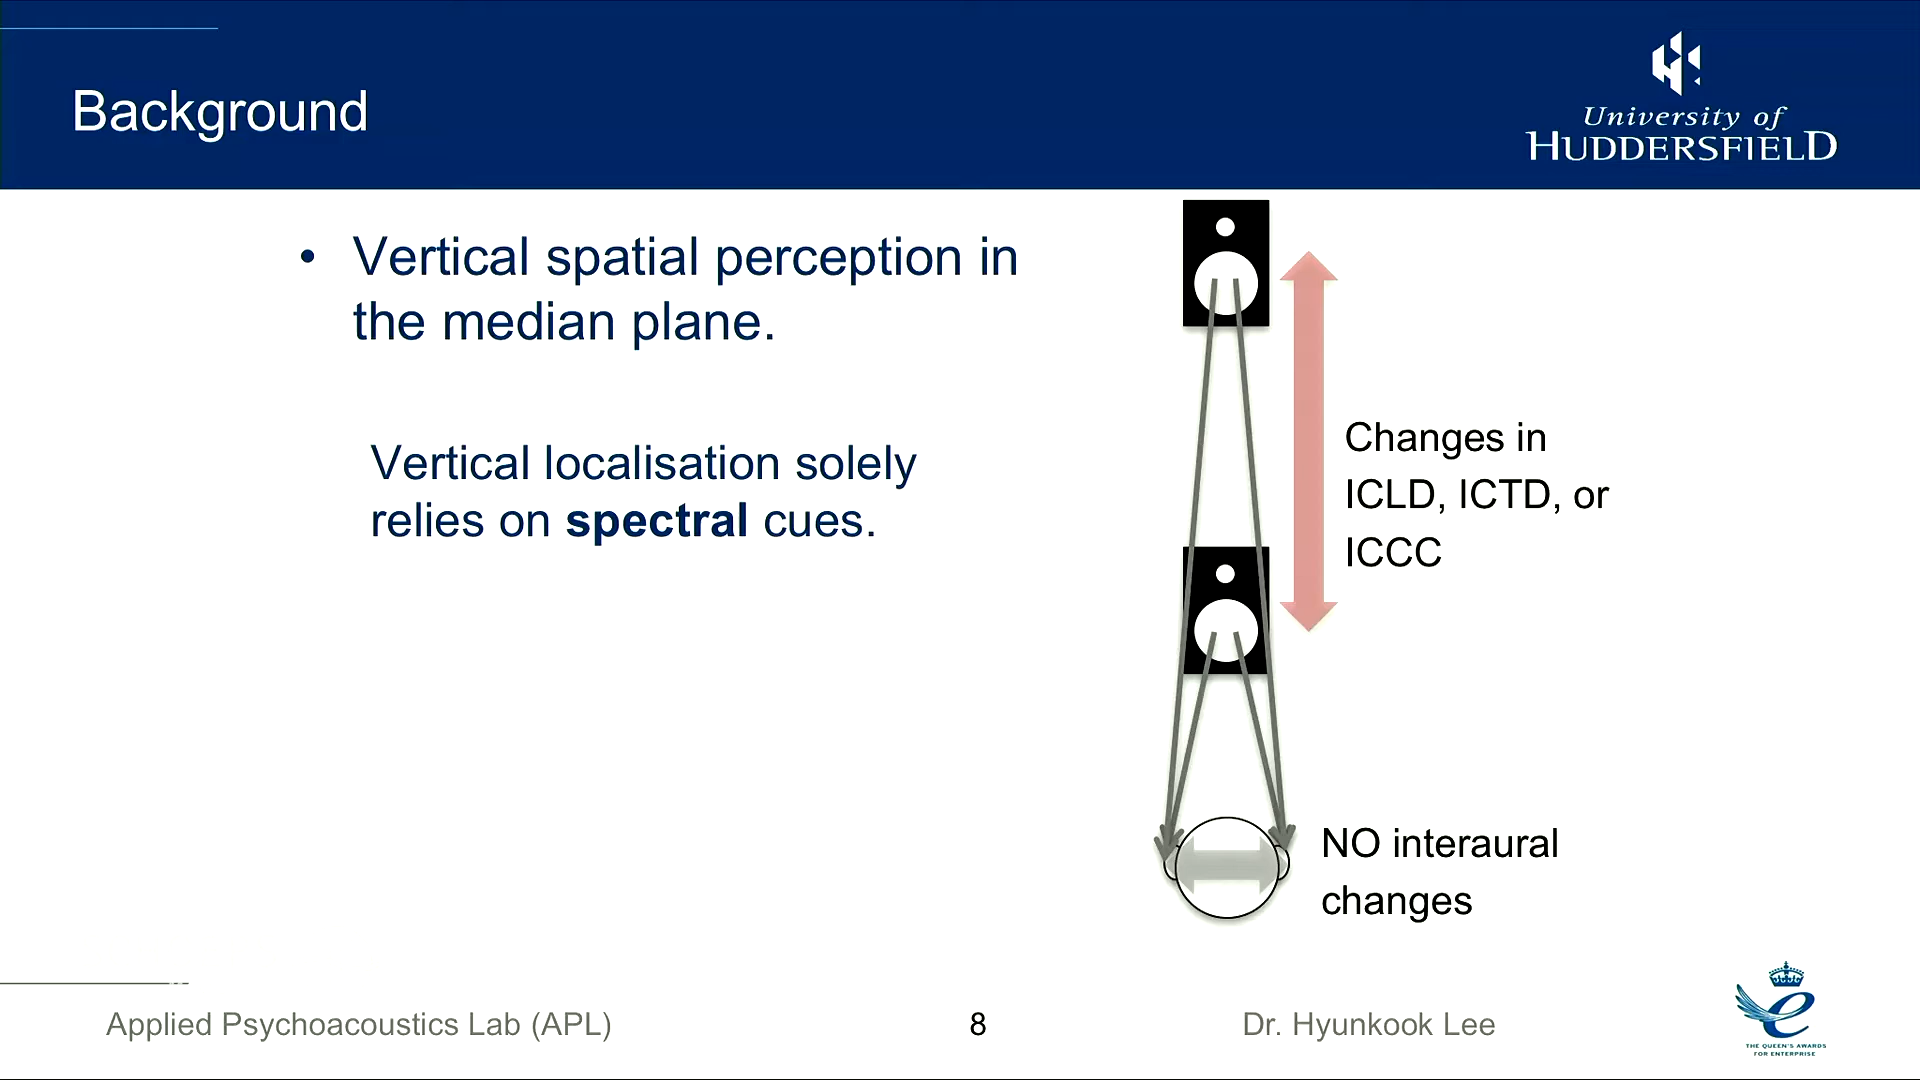 Background
University of
HUDDERSFIELD
• Vertical spatial perception in
the median plane.
Vertical localisation solely
relies on spectral cues.
Changes in
ICLD, ICTD, or
ICCC
NO interaural
changes
Applied Psychoacoustics Lab (APL)
8
Dr. Hyunkook Lee
THE QUEEN'S AWARDS
FOR ENTERPRISE